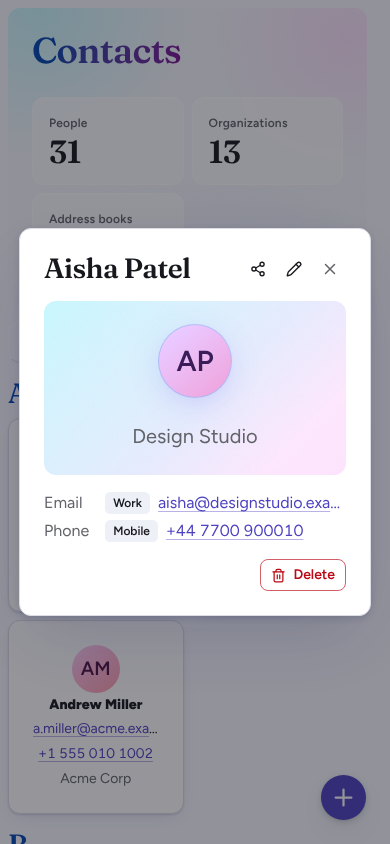 Contacts
People
31
Organizations
13
Address books
Aisha Patel
AP
Design Studio
Email Work aisha@designstudio.exa...
Phone Mobile +44 7700 900010
Delete
AM
Andrew Miller
a.miller@acme.exa...
+1 555 010 1002
Acme Corp